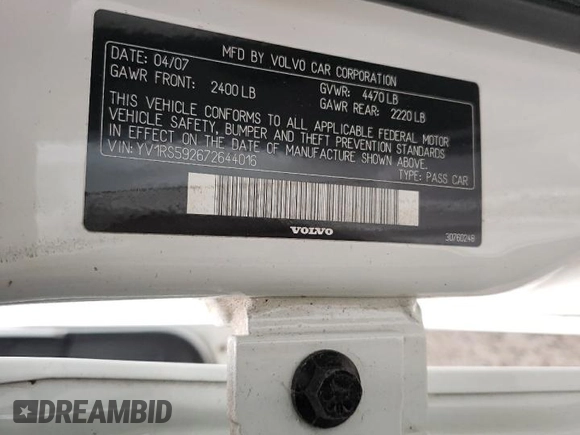 MFD BY VOLVO CAR CORPORATION
DATE: 04/07 GVWR: 4470 LB
GAWR FRONT: 2400 LB GAWR REAR: 2220 LB
THIS VEHICLE CONFORMS TO ALL APPLICABLE FEDERAL MOTOR
VEHICLE SAFETY, BUMPER AND THEFT PREVENTION STANDARDS
IN EFFECT ON THE DATE OF MANUFACTURE SHOWN ABOVE.
VIN: YV1RS592672644016 TYPE: PASS CAR
VOLVO 30760248
DREAMBID